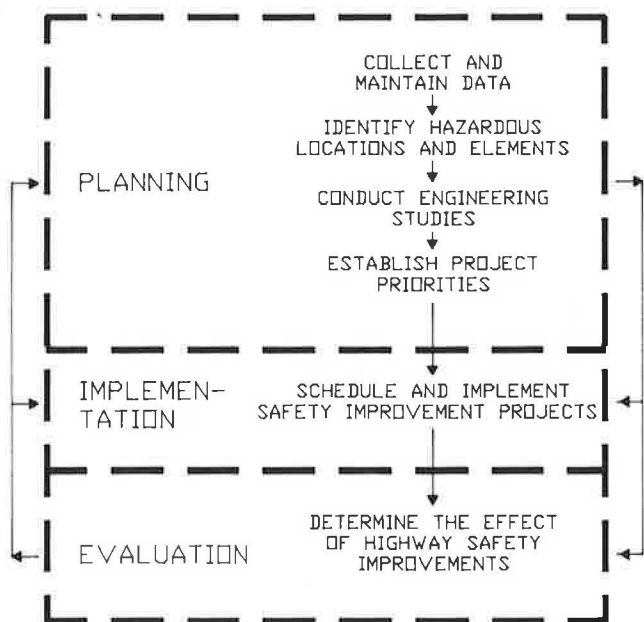 COLLECT AND
MAINTAIN DATA
IDENTIFY HAZARDOUS
LOCATIONS AND ELEMENTS
PLANNING
CONDUCT ENGINEERING
STUDIES
ESTABLISH PROJECT
PRIORITIES
IMPLEMEN-
TATION
SCHEDULE AND IMPLEMENT
SAFETY IMPROVEMENT PROJECTS
EVALUATION
DETERMINE THE EFFECT
OF HIGHWAY SAFETY
IMPROVEMENTS